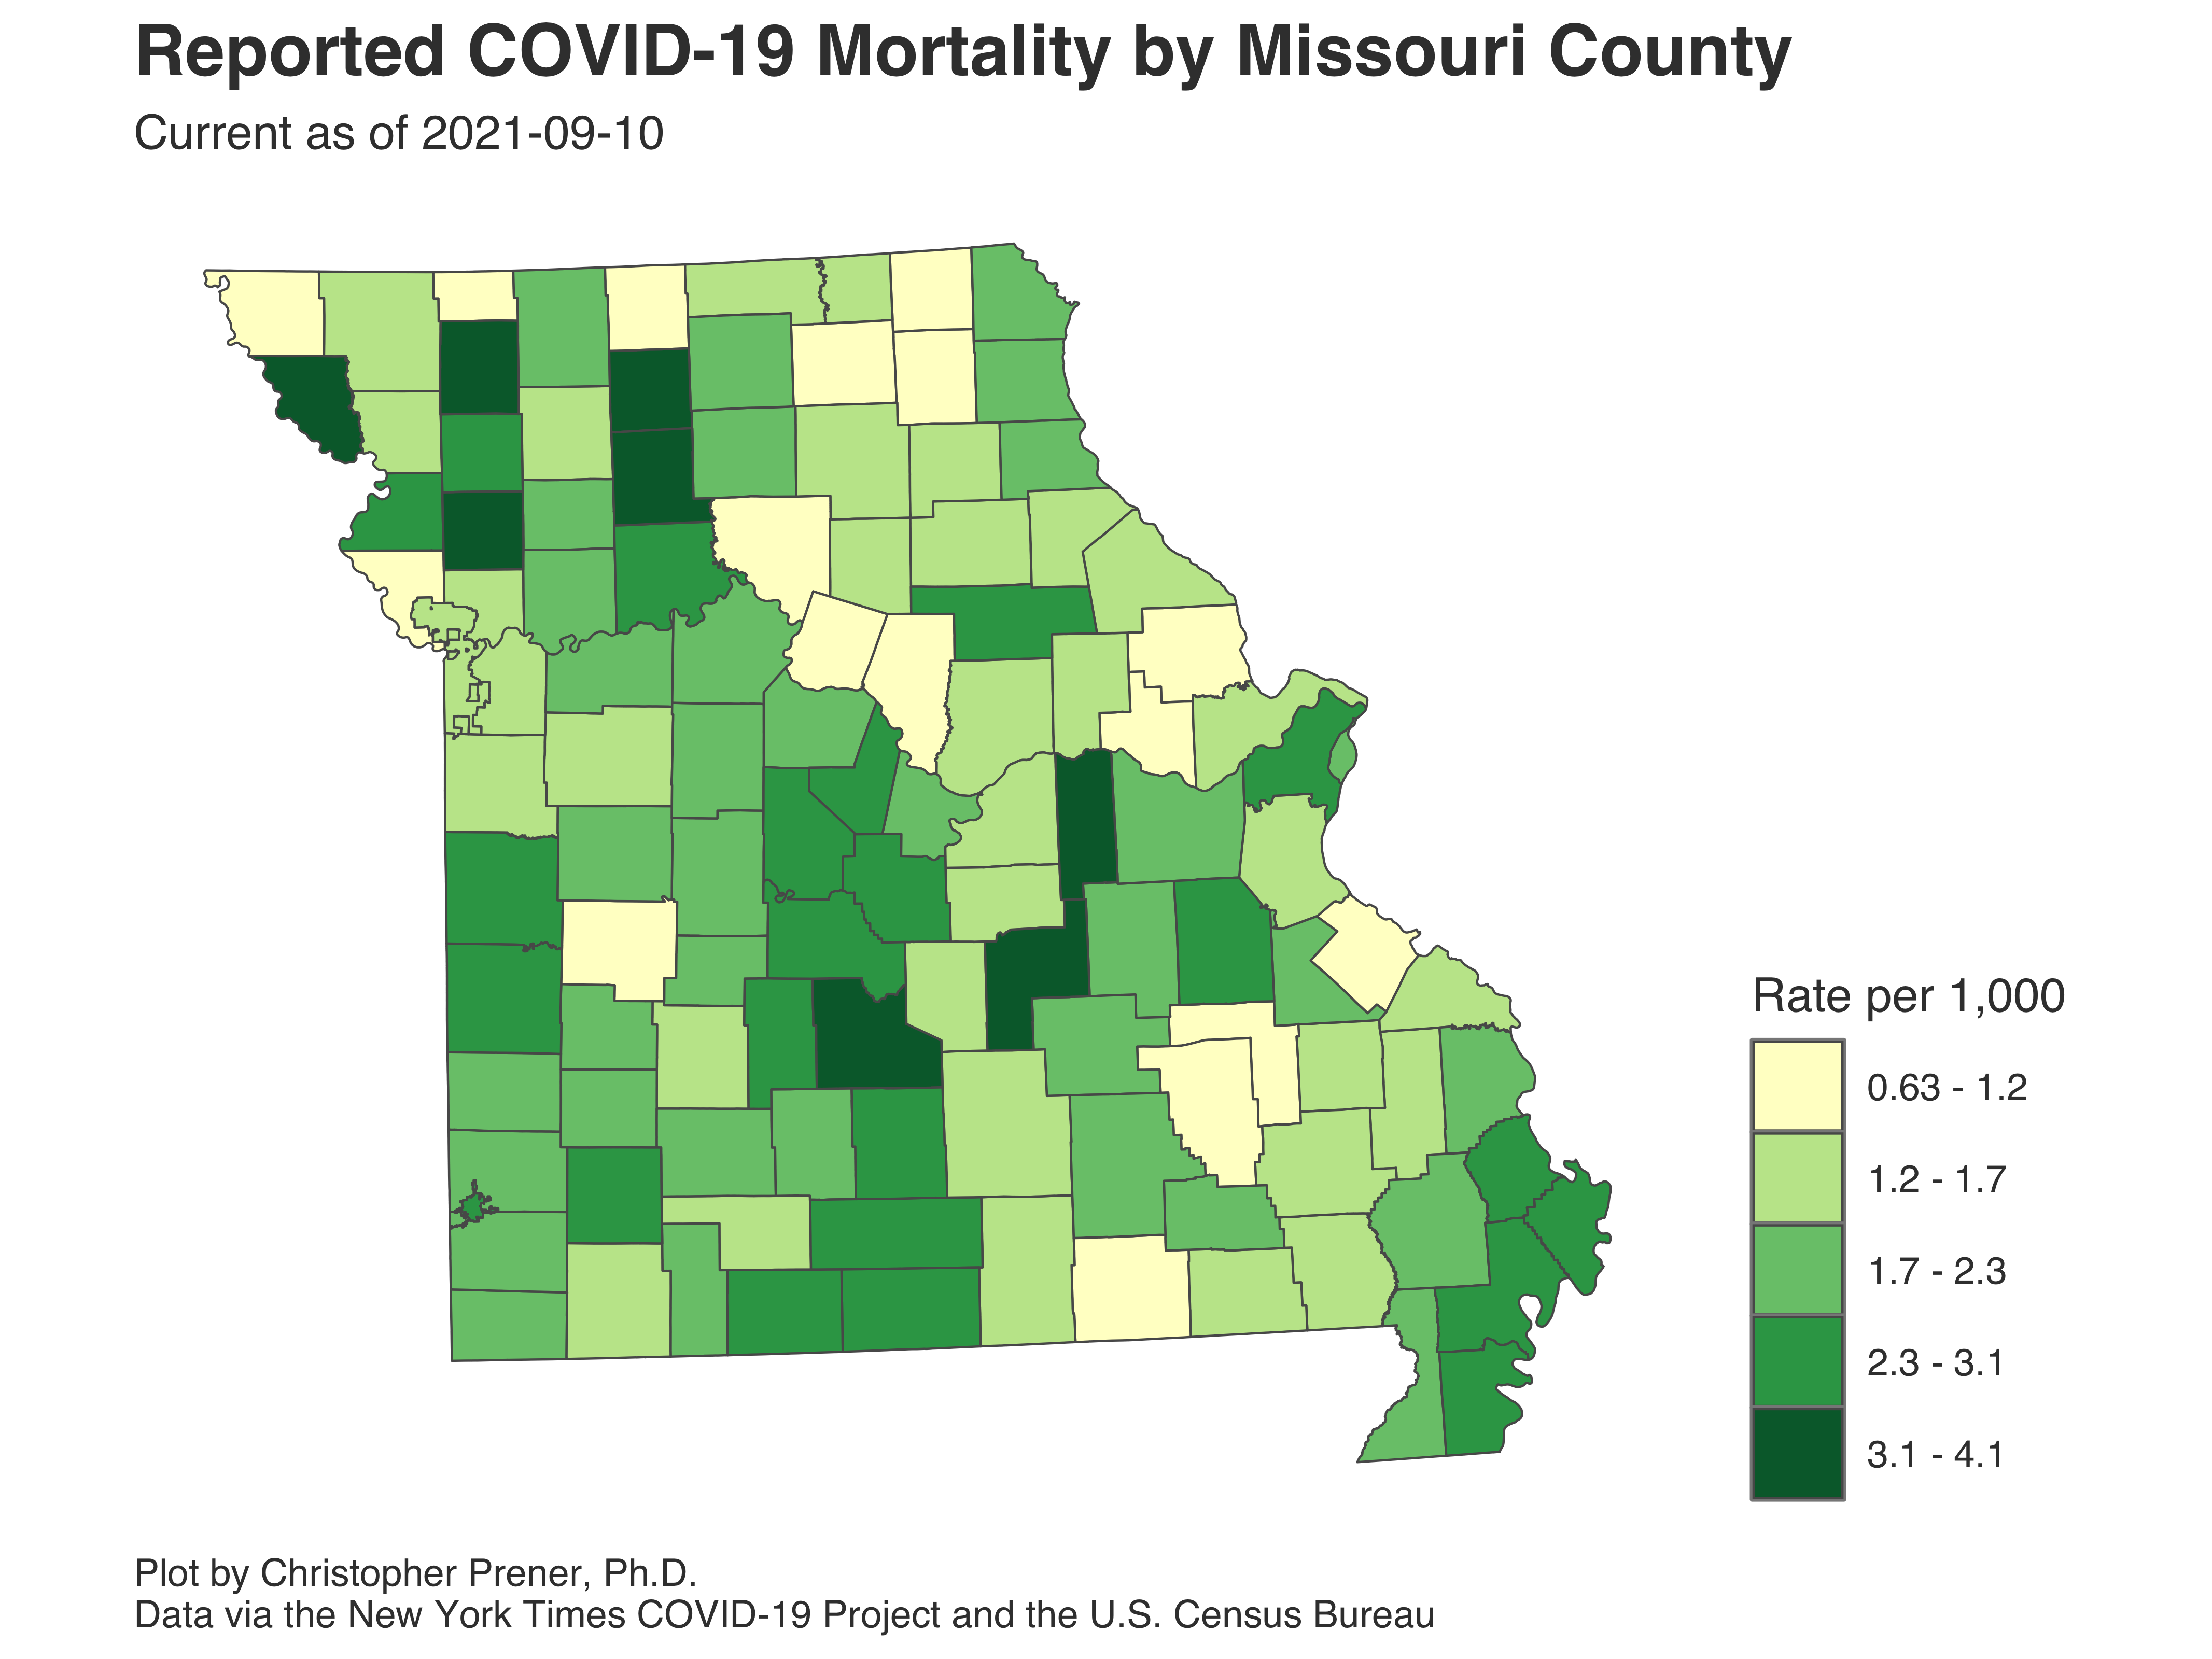 Reported COVID-19 Mortality by Missouri County
Current as of 2021-09-10
Rate per 1,000
0.63 - 1.2
1.2 - 1.7
1.7 - 2.3
2.3 - 3.1
3.1 - 4.1
Plot by Christopher Prener, Ph.D.
Data via the New York Times COVID-19 Project and the U.S. Census Bureau